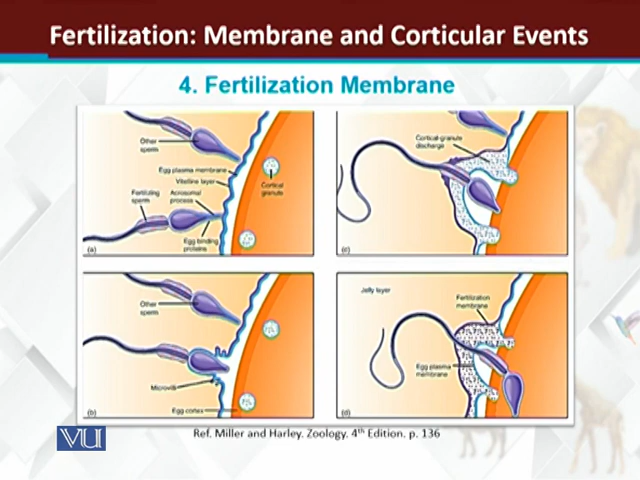 Fertilization: Membrane and Corticular Events
4. Fertilization Membrane
Other
sperm
Egg plasma membrane
Vitelline layer
Fertilizing
sperm
Acrosomal
process
Cortical
granule
Egg binding
proteins
(a)
Cortical granule
discharge
(c)
Other
sperm
Microvilli
Egg cortex
(b)
Jelly layer
Fertilization
membrane
Egg plasma
membrane
(d)
VU
Ref. Miller and Harley. Zoology. 4th Edition. p. 136